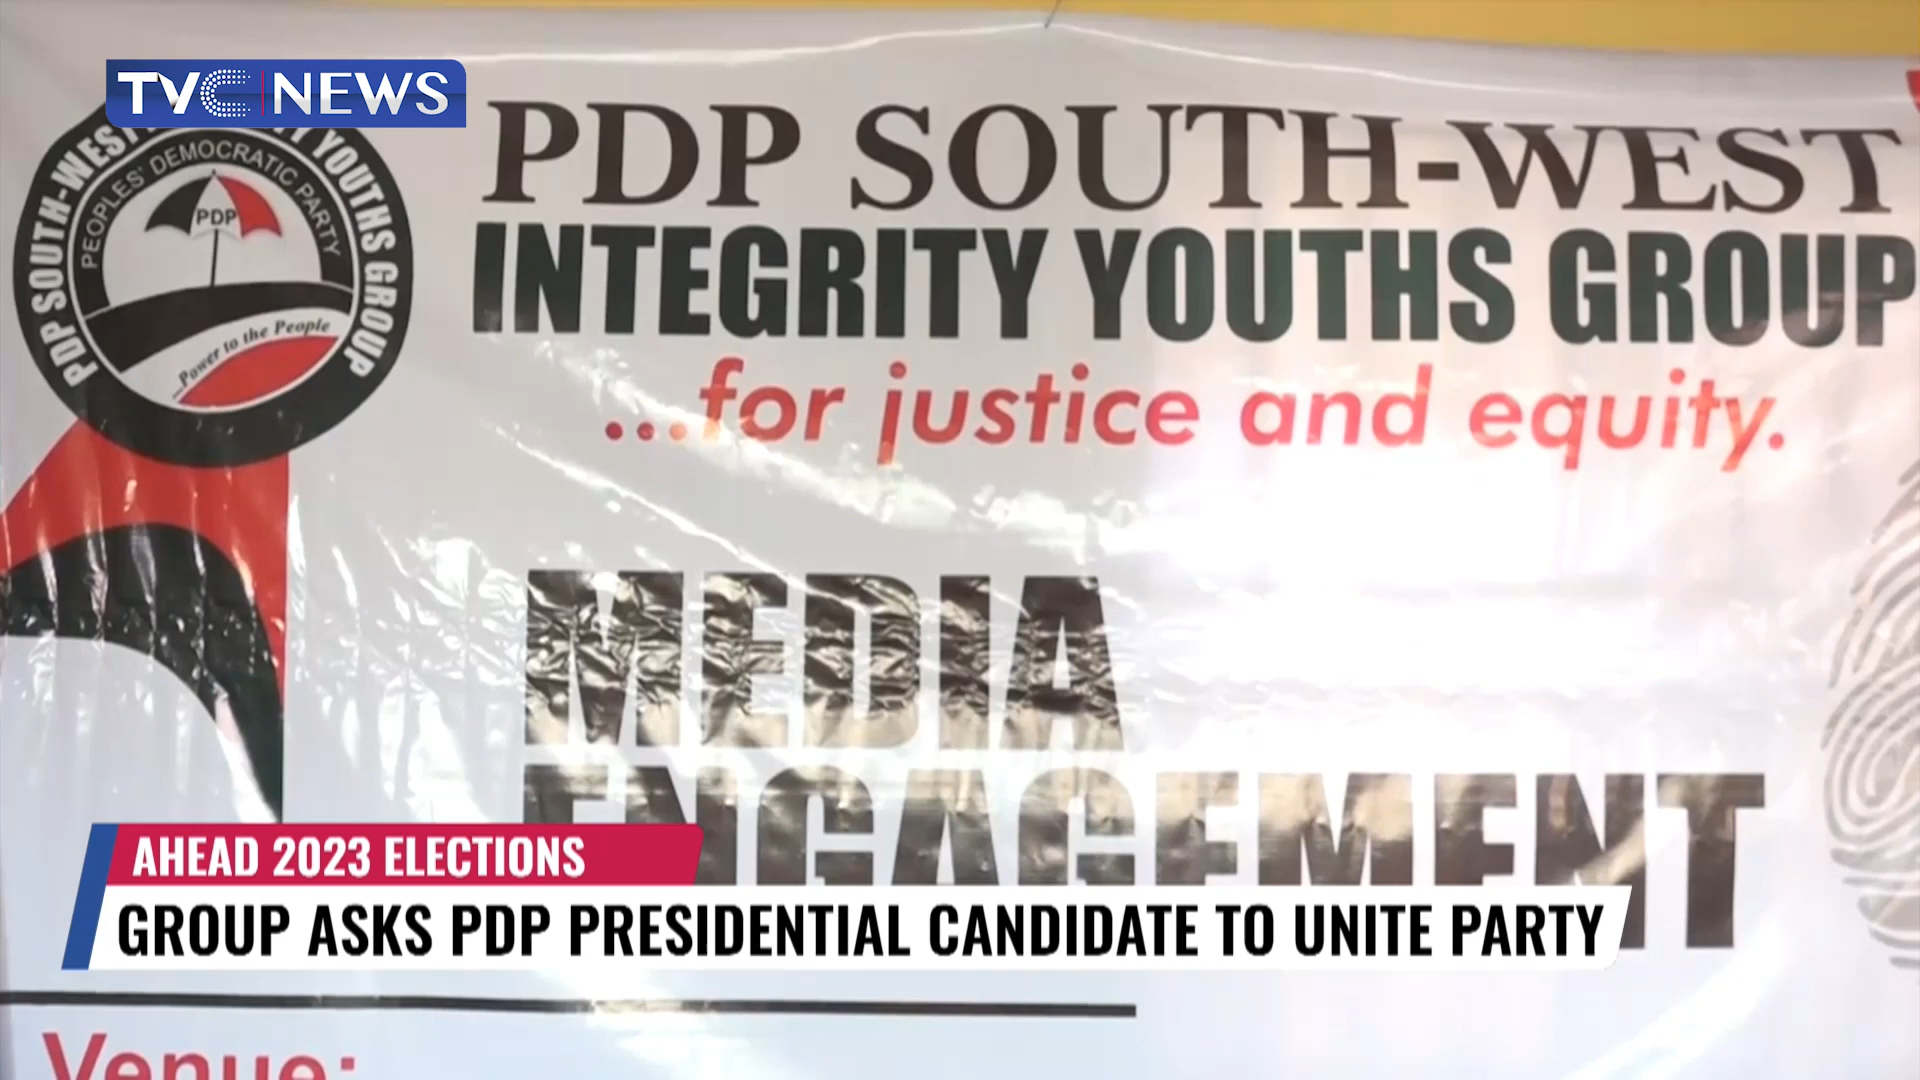 TVC NEWS
PDP SOUTH-WEST
INTEGRITY YOUTHS GROUP
...for justice and equity.
PDP SOUTH-WEST YOUTHS GROUP
PEOPLES' DEMOCRATIC PARTY
PDP
...Power to the People
MEDIA
ENGAGEMENT
AHEAD 2023 ELECTIONS
GROUP ASKS PDP PRESIDENTIAL CANDIDATE TO UNITE PARTY
Venue: